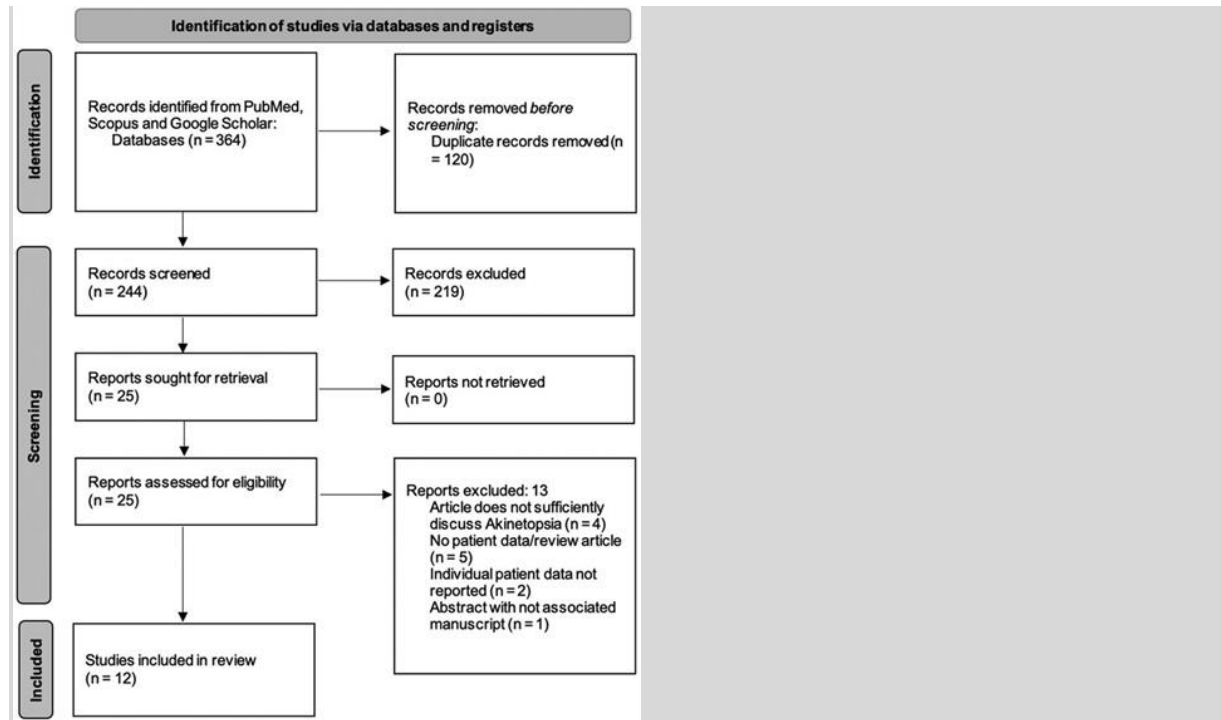 Identification of studies via databases and registers
Identification
Records identified from PubMed,
Scopus and Google Scholar:
Databases (n = 364)
Records removed before
screening:
Duplicate records removed (n
= 120)
Screening
Records screened
(n = 244)
Records excluded
(n = 219)
Reports sought for retrieval
(n = 25)
Reports not retrieved
(n = 0)
Reports assessed for eligibility
(n = 25)
Reports excluded: 13
Article does not sufficiently
discuss Akinetopsia (n = 4)
No patient data/review article
(n = 5)
Individual patient data not
reported (n = 2)
Abstract with not associated
manuscript (n = 1)
Included
Studies included in review
(n = 12)